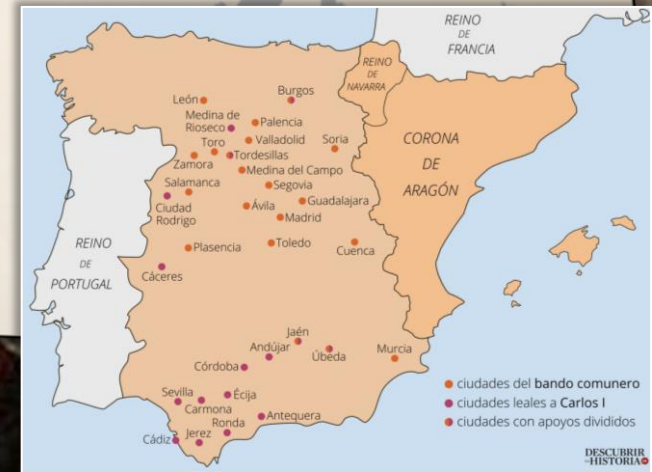 REINO
DE
FRANCIA
REINO
DE
NAVARRA
León
Burgos
Medina de
Rioseco
Palencia
Valladolid
Toro
Soria
Zamora
Tordesillas
Medina del Campo
Salamanca
Segovia
Ciudad
Rodrigo
Ávila
Guadalajara
Madrid
CORONA
DE
ARAGÓN
REINO
DE
PORTUGAL
Plasencia
Toledo
Cuenca
Cáceres
Jaén
Andújar
Úbeda
Murcia
Córdoba
Sevilla
Écija
Carmona
Ronda
Antequera
Cádiz
Jerez
ciudades del bando comunero
ciudades leales a Carlos I
ciudades con apoyos divididos
DESCUBRIR
LA HISTORIA